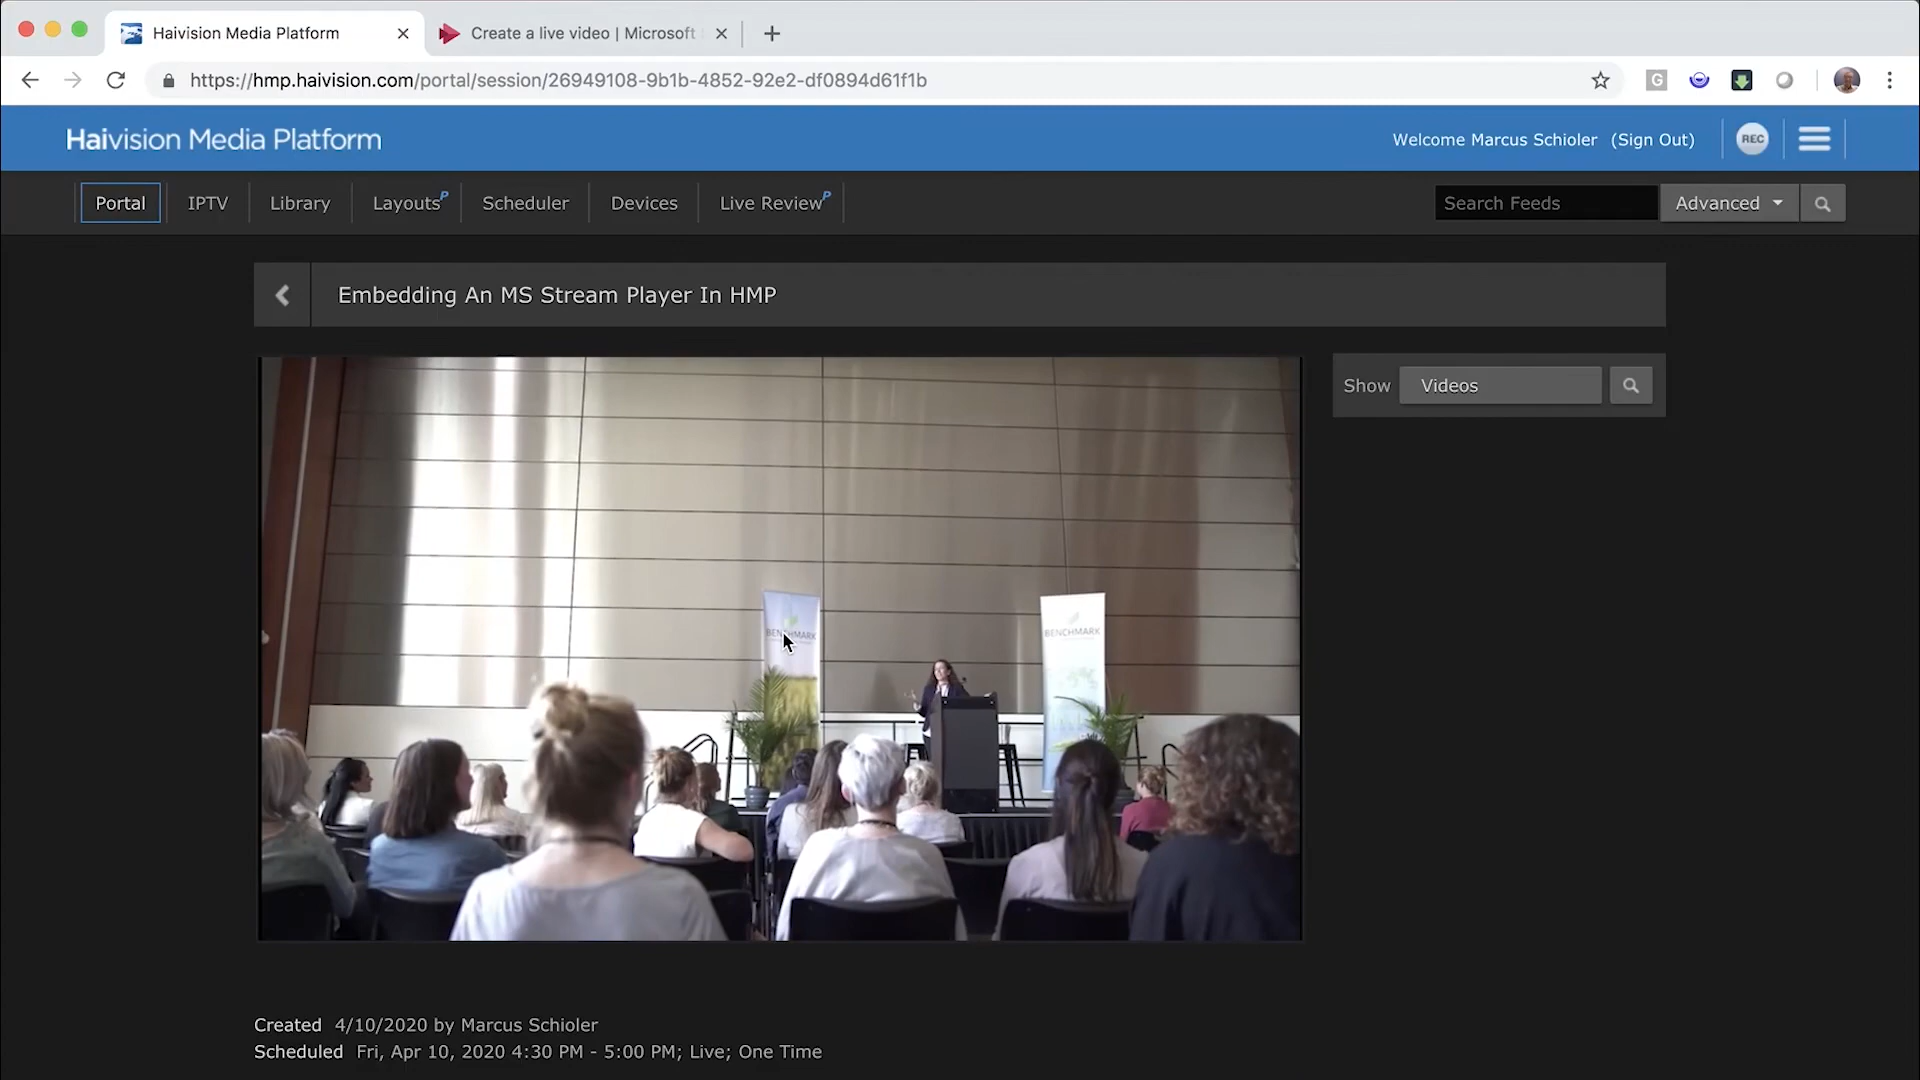 Haivision Media Platform
Create a live video | Microsoft
https://hmp.haivision.com/portal/session/26949108-9b1b-4852-92e2-df0894d61f1b
G
Haivision Media Platform
Welcome Marcus Schioler (Sign Out)
REC
Portal
IPTV
Library
Layouts P
Scheduler
Devices
Live Review P
Search Feeds
Advanced
Embedding An MS Stream Player In HMP
Show
Videos
BENCHMARK
BENCHMARK
Created 4/10/2020 by Marcus Schioler
Scheduled Fri, Apr 10, 2020 4:30 PM - 5:00 PM; Live; One Time